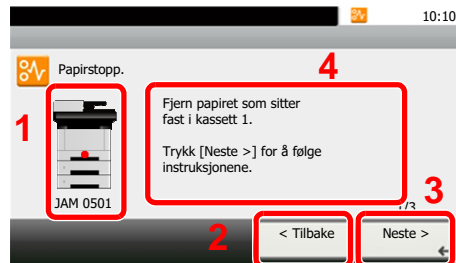 10:10
Papirstopp.
4
1
Fjern papiret som sitter
fast i kassett 1.
Trykk [Neste >] for å følge
instruksjonene.
JAM 0501
3
1/3
2
< Tilbake
Neste >